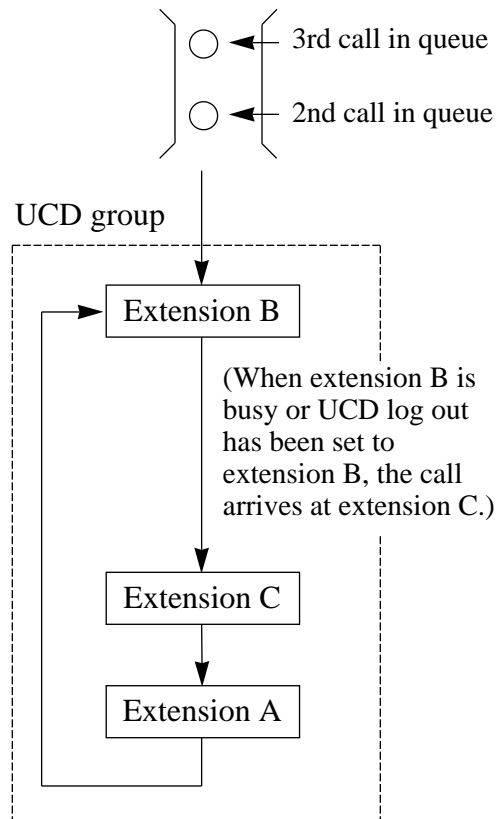 3rd call in queue
2nd call in queue
UCD group
Extension B
(When extension B is
busy or UCD log out
has been set to
extension B, the call
arrives at extension C.)
Extension C
Extension A